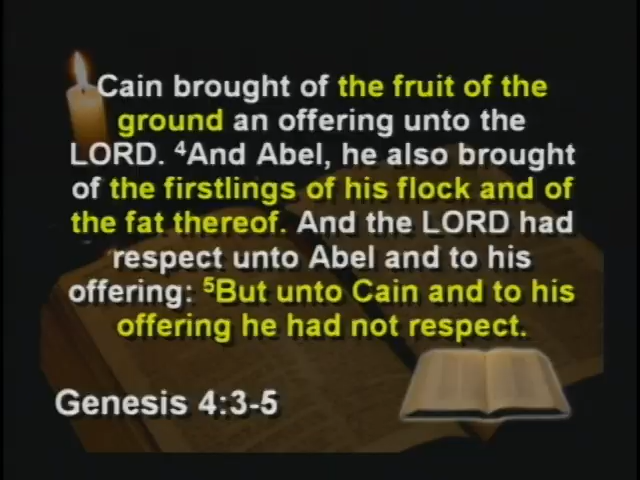 Cain brought of the fruit of the
ground an offering unto the
LORD. ⁴And Abel, he also brought
of the firstlings of his flock and of
the fat thereof. And the LORD had
respect unto Abel and to his
offering: ⁵But unto Cain and to his
offering he had not respect.
Genesis 4:3-5